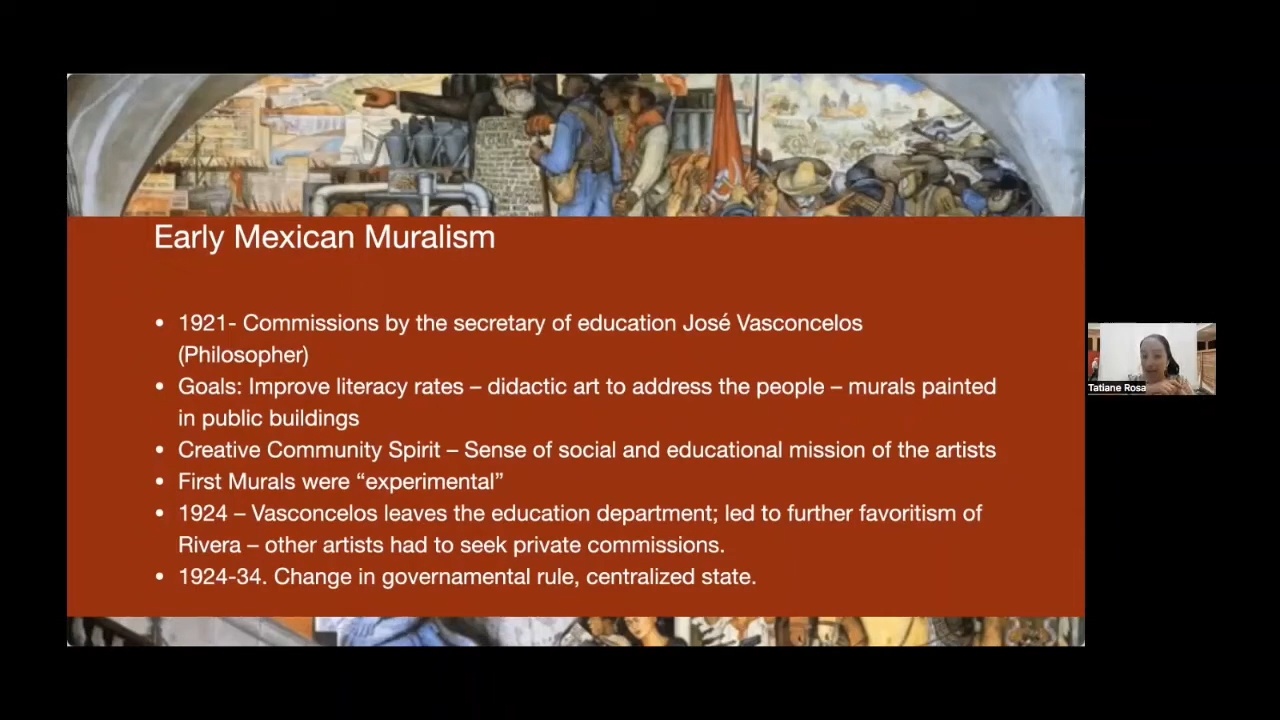 Early Mexican Muralism
• 1921- Commissions by the secretary of education José Vasconcelos
(Philosopher)
• Goals: Improve literacy rates – didactic art to address the people – murals painted
in public buildings
• Creative Community Spirit – Sense of social and educational mission of the artists
• First Murals were “experimental”
• 1924 – Vasconcelos leaves the education department; led to further favoritism of
Rivera – other artists had to seek private commissions.
• 1924-34. Change in governamental rule, centralized state.
Tatiane Rosa